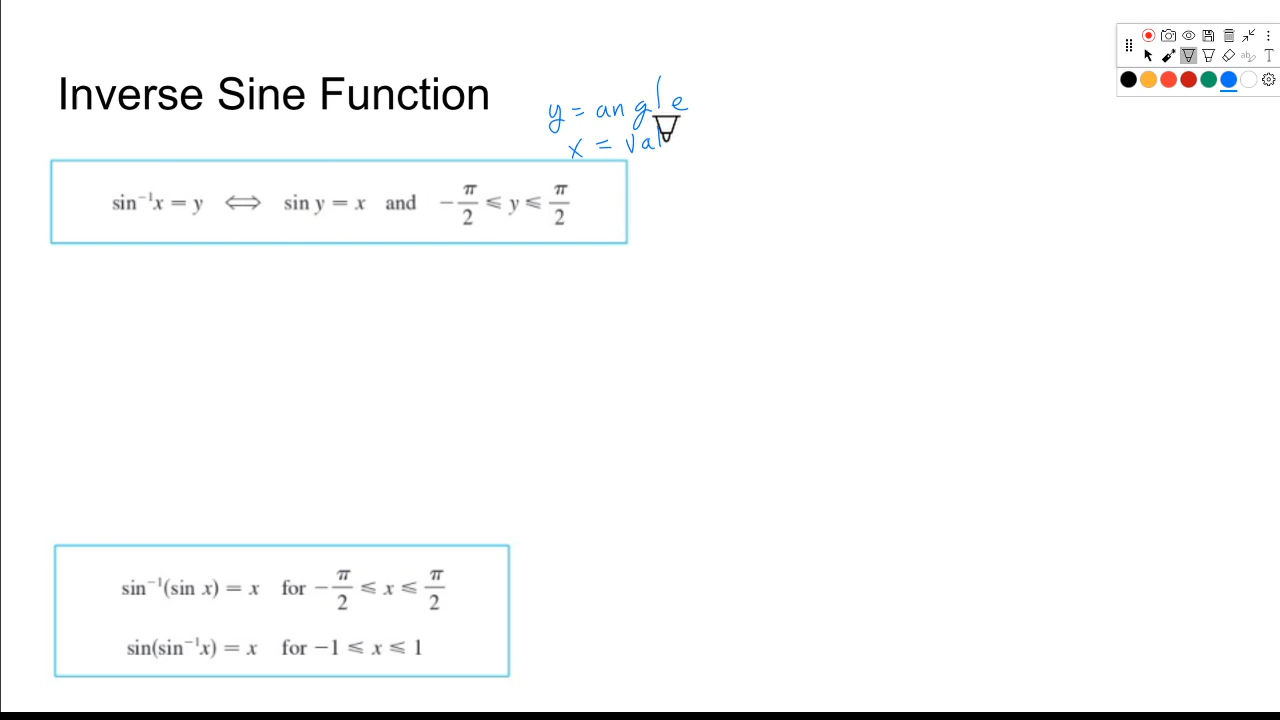 Inverse Sine Function
y = angle
x = val
sin⁻¹x = y ⟺ sin y = x and −π/2 ⩽ y ⩽ π/2
sin⁻¹(sin x) = x for −π/2 ⩽ x ⩽ π/2
sin(sin⁻¹x) = x for −1 ⩽ x ⩽ 1